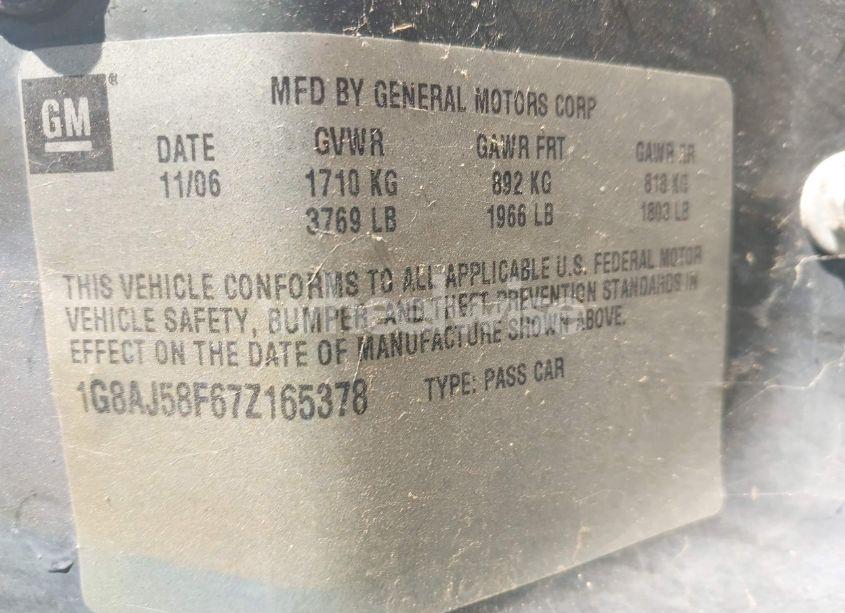 GM ®
MFD BY GENERAL MOTORS CORP
DATE GVWR GAWR FRT GAWR RR
11/06 1710 KG 892 KG 818 KG
3769 LB 1966 LB 1803 LB
THIS VEHICLE CONFORMS TO ALL APPLICABLE U.S. FEDERAL MOTOR
VEHICLE SAFETY, BUMPER, AND THEFT PREVENTION STANDARDS IN
EFFECT ON THE DATE OF MANUFACTURE SHOWN ABOVE.
1G8AJ58F67Z165378 TYPE: PASS CAR